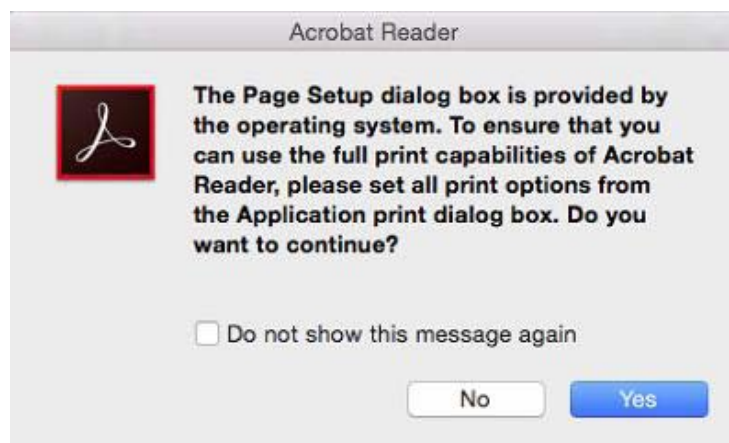 Acrobat Reader
The Page Setup dialog box is provided by
the operating system. To ensure that you
can use the full print capabilities of Acrobat
Reader, please set all print options from
the Application print dialog box. Do you
want to continue?
Do not show this message again
No
Yes